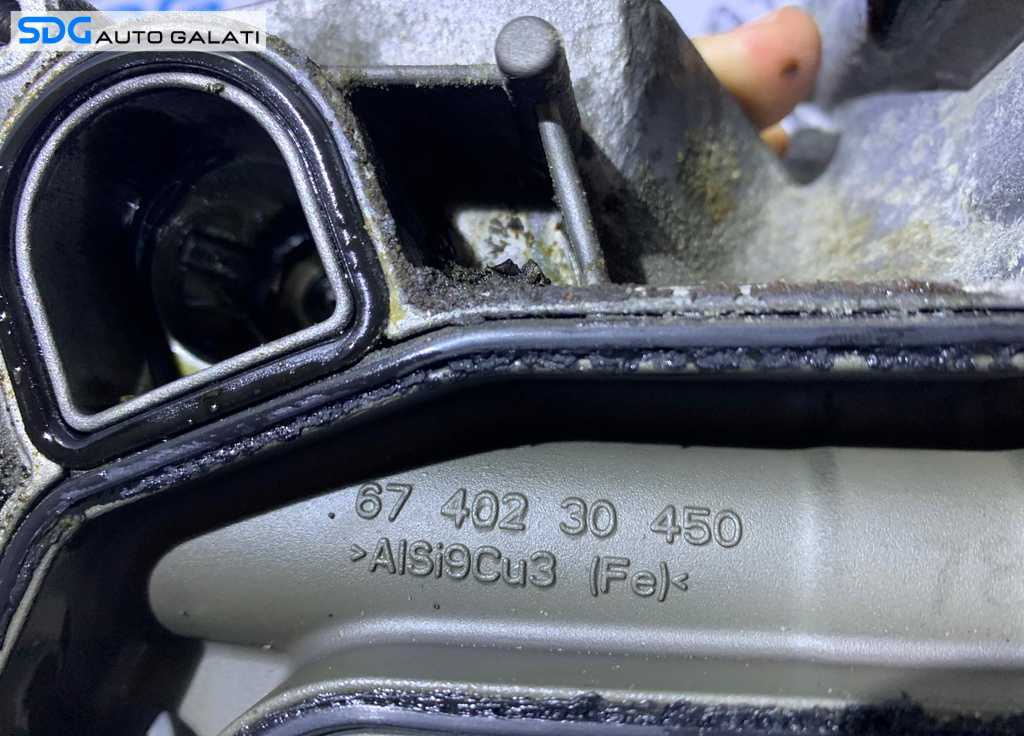 SDG AUTO GALATI
67 402 30 450
>AlSi9Cu3 (Fe)<